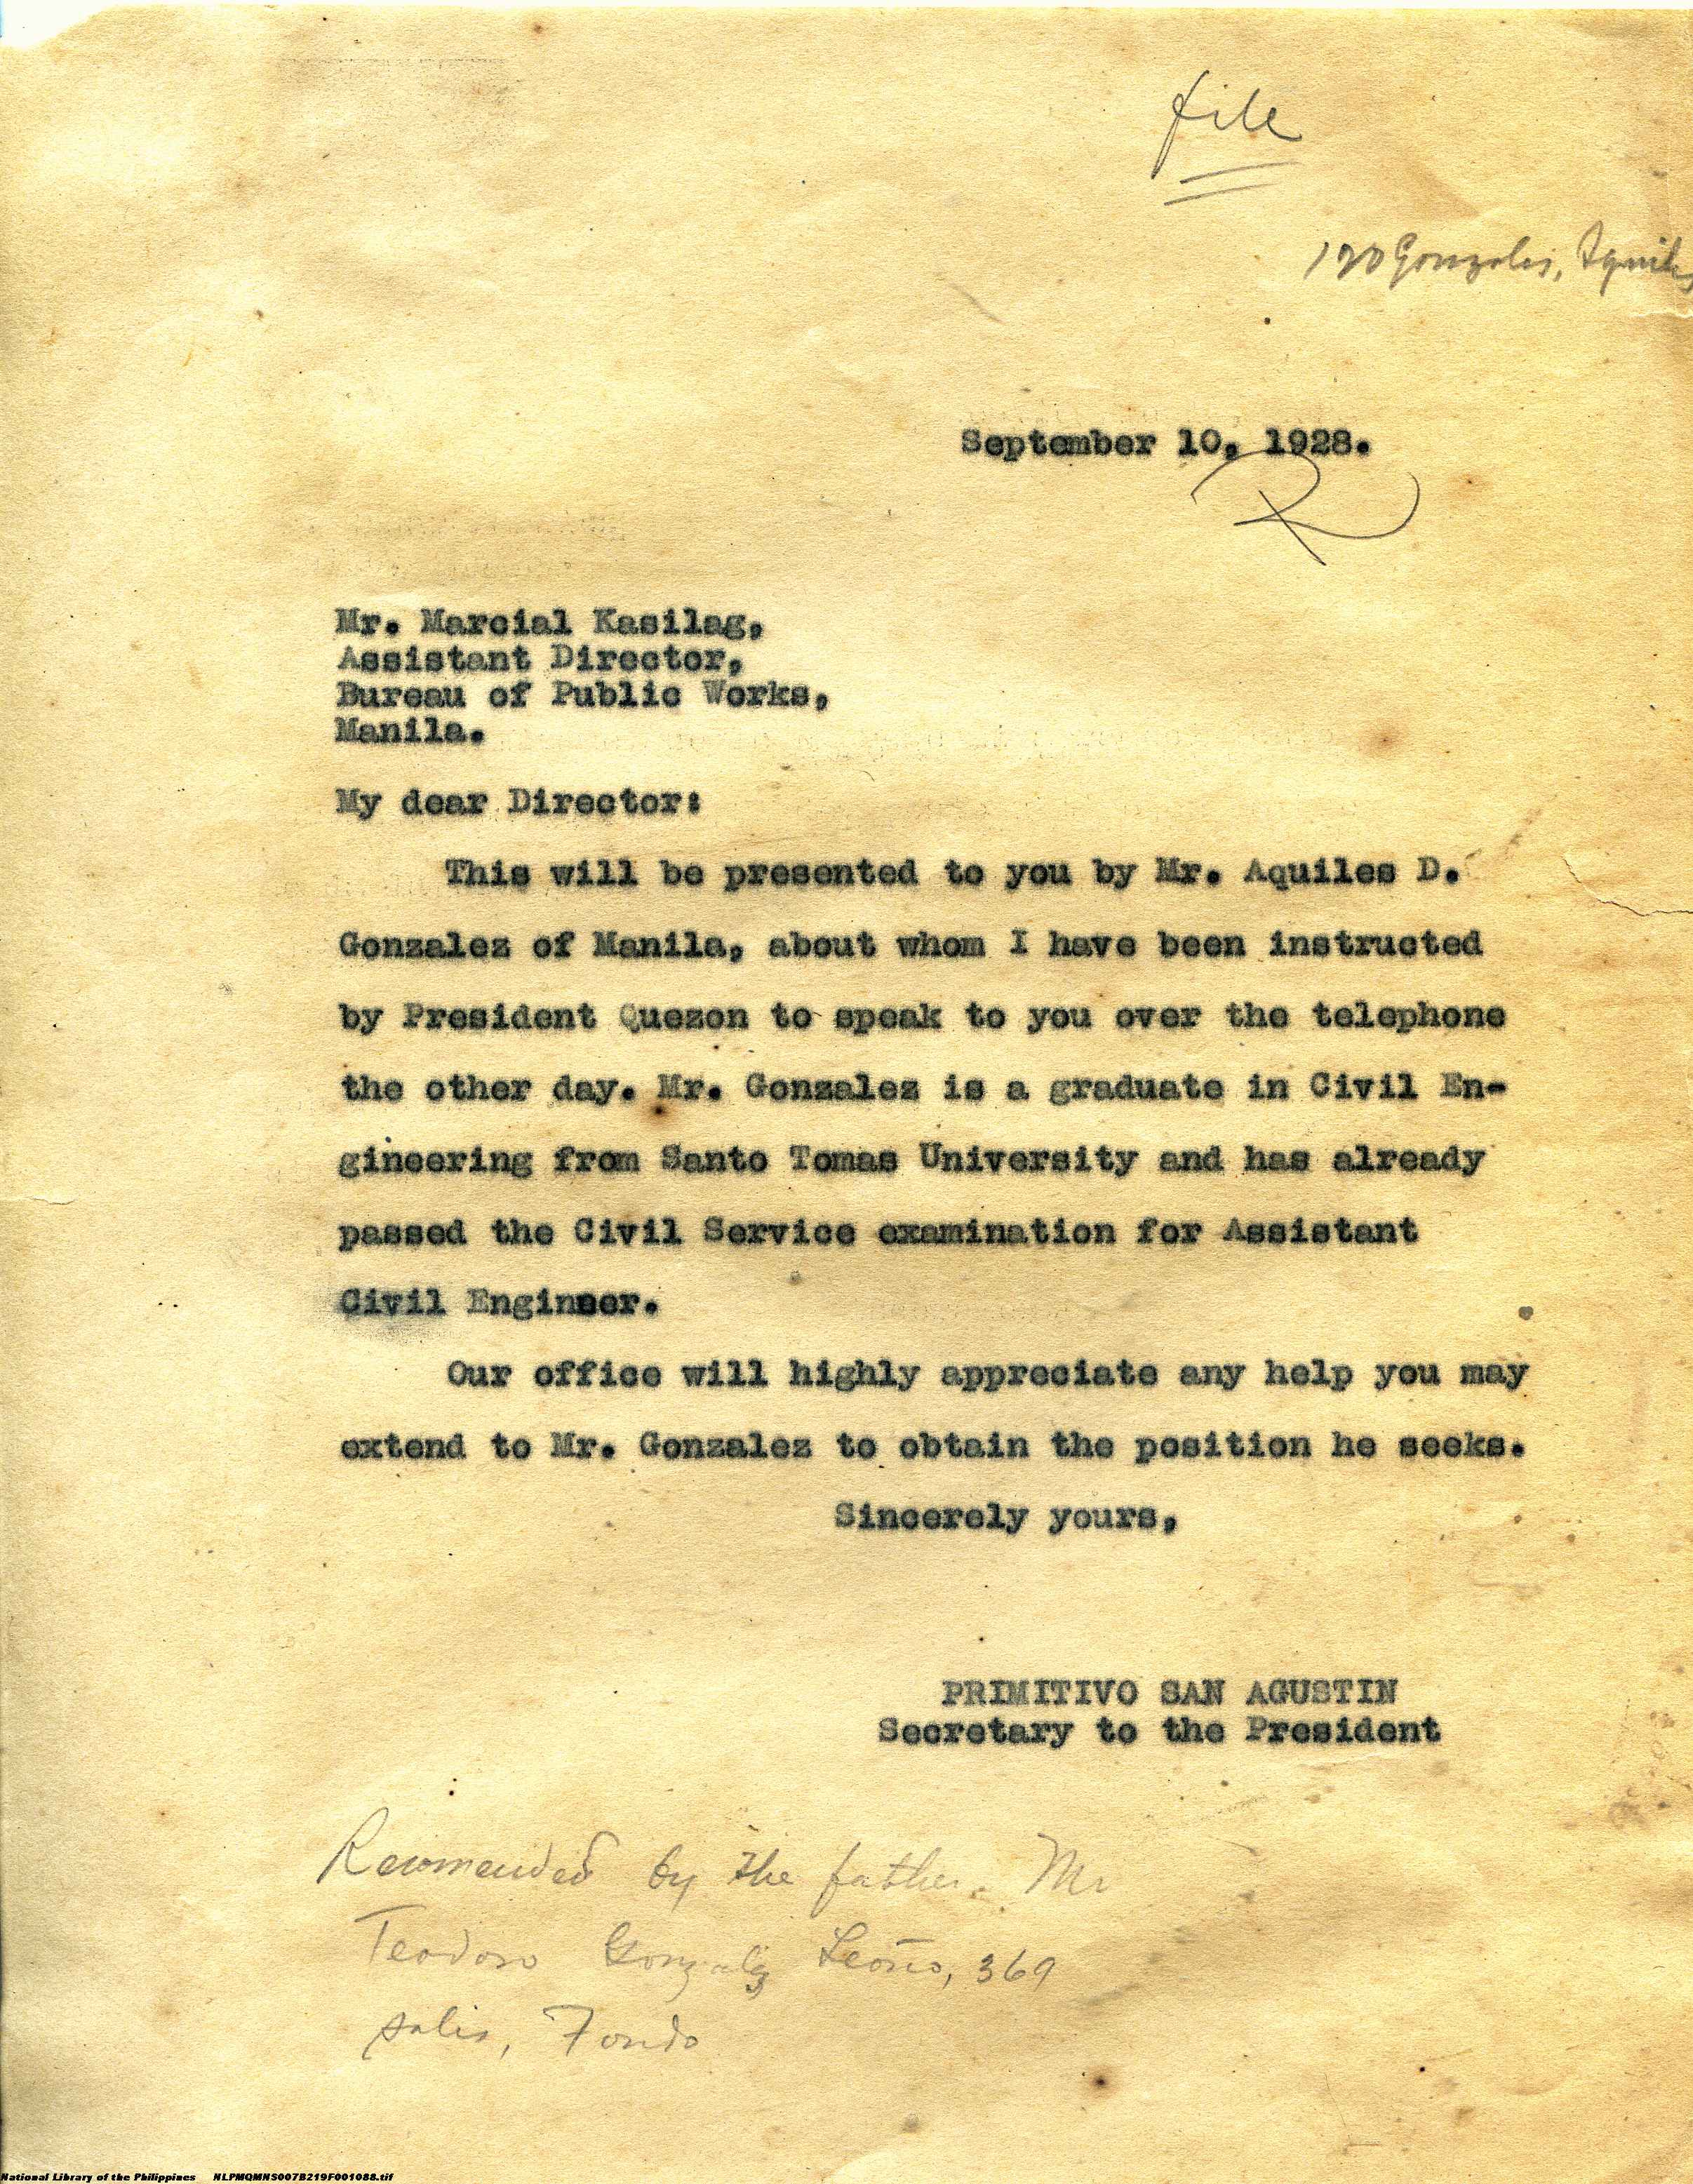 file
120 Gonzales, Aquiles
September 10, 1928.
R
Mr. Marcial Kasilag,
Assistant Director,
Bureau of Public Works,
Manila.
My dear Director:
This will be presented to you by Mr. Aquiles D.
Gonzalez of Manila, about whom I have been instructed
by President Quezon to speak to you over the telephone
the other day. Mr. Gonzalez is a graduate in Civil En-
gineering from Santo Tomas University and has already
passed the Civil Service examination for Assistant
Civil Engineer.
Our office will highly appreciate any help you may
extend to Mr. Gonzalez to obtain the position he seeks.
Sincerely yours,
PRIMITIVO SAN AGUSTIN
Secretary to the President
Recommended by the father. Mr
Teodoro Gonzalez Leoño, 369
Solis, Tondo
National Library of the Philippines NLPMQMNS007B219F001088.tif